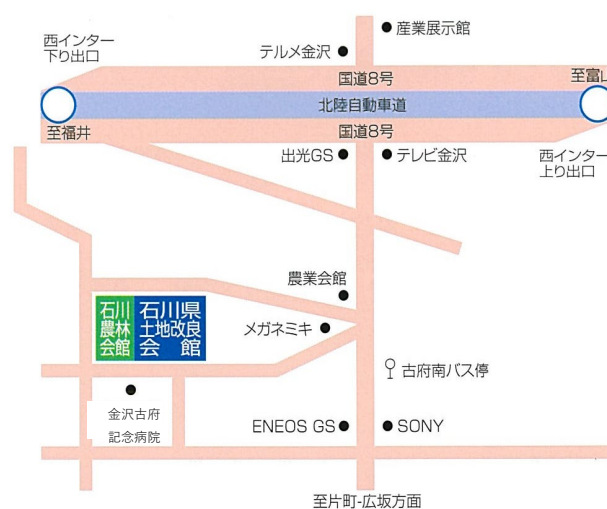 産業展示館
西インター
下り出口
テルメ金沢
国道8号
至富山
北陸自動車道
至福井
国道8号
出光GS
テレビ金沢
西インター
上り出口
農業会館
石川
農林
会館
石川県
土地改良
会館
メガネミキ
古府南バス停
金沢古府
記念病院
ENEOS GS
SONY
至片町-広坂方面